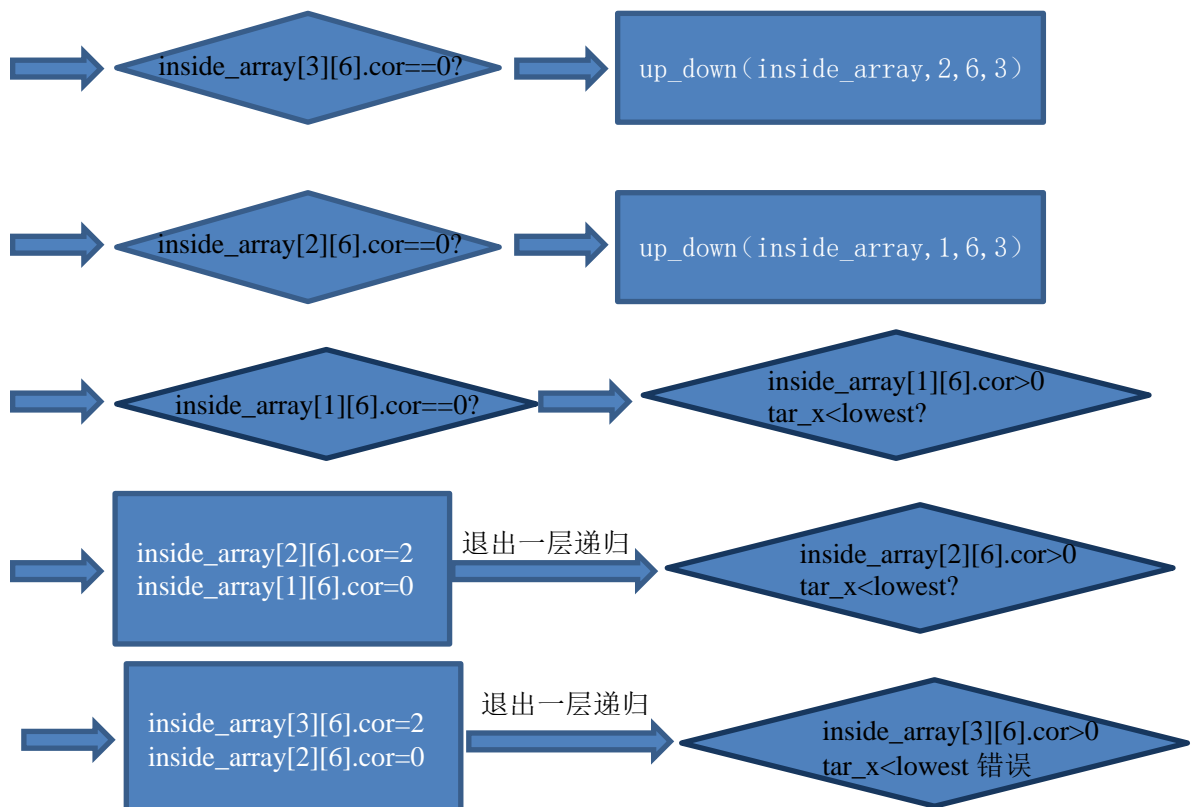 inside_array[3][6].cor==0?
up_down（inside_array,2,6,3）
inside_array[2][6].cor==0?
up_down（inside_array,1,6,3）
inside_array[1][6].cor==0?
inside_array[1][6].cor>0
tar_x<lowest?
inside_array[2][6].cor=2
inside_array[1][6].cor=0
退出一层递归
inside_array[2][6].cor>0
tar_x<lowest?
inside_array[3][6].cor=2
inside_array[2][6].cor=0
退出一层递归
inside_array[3][6].cor>0
tar_x<lowest 错误